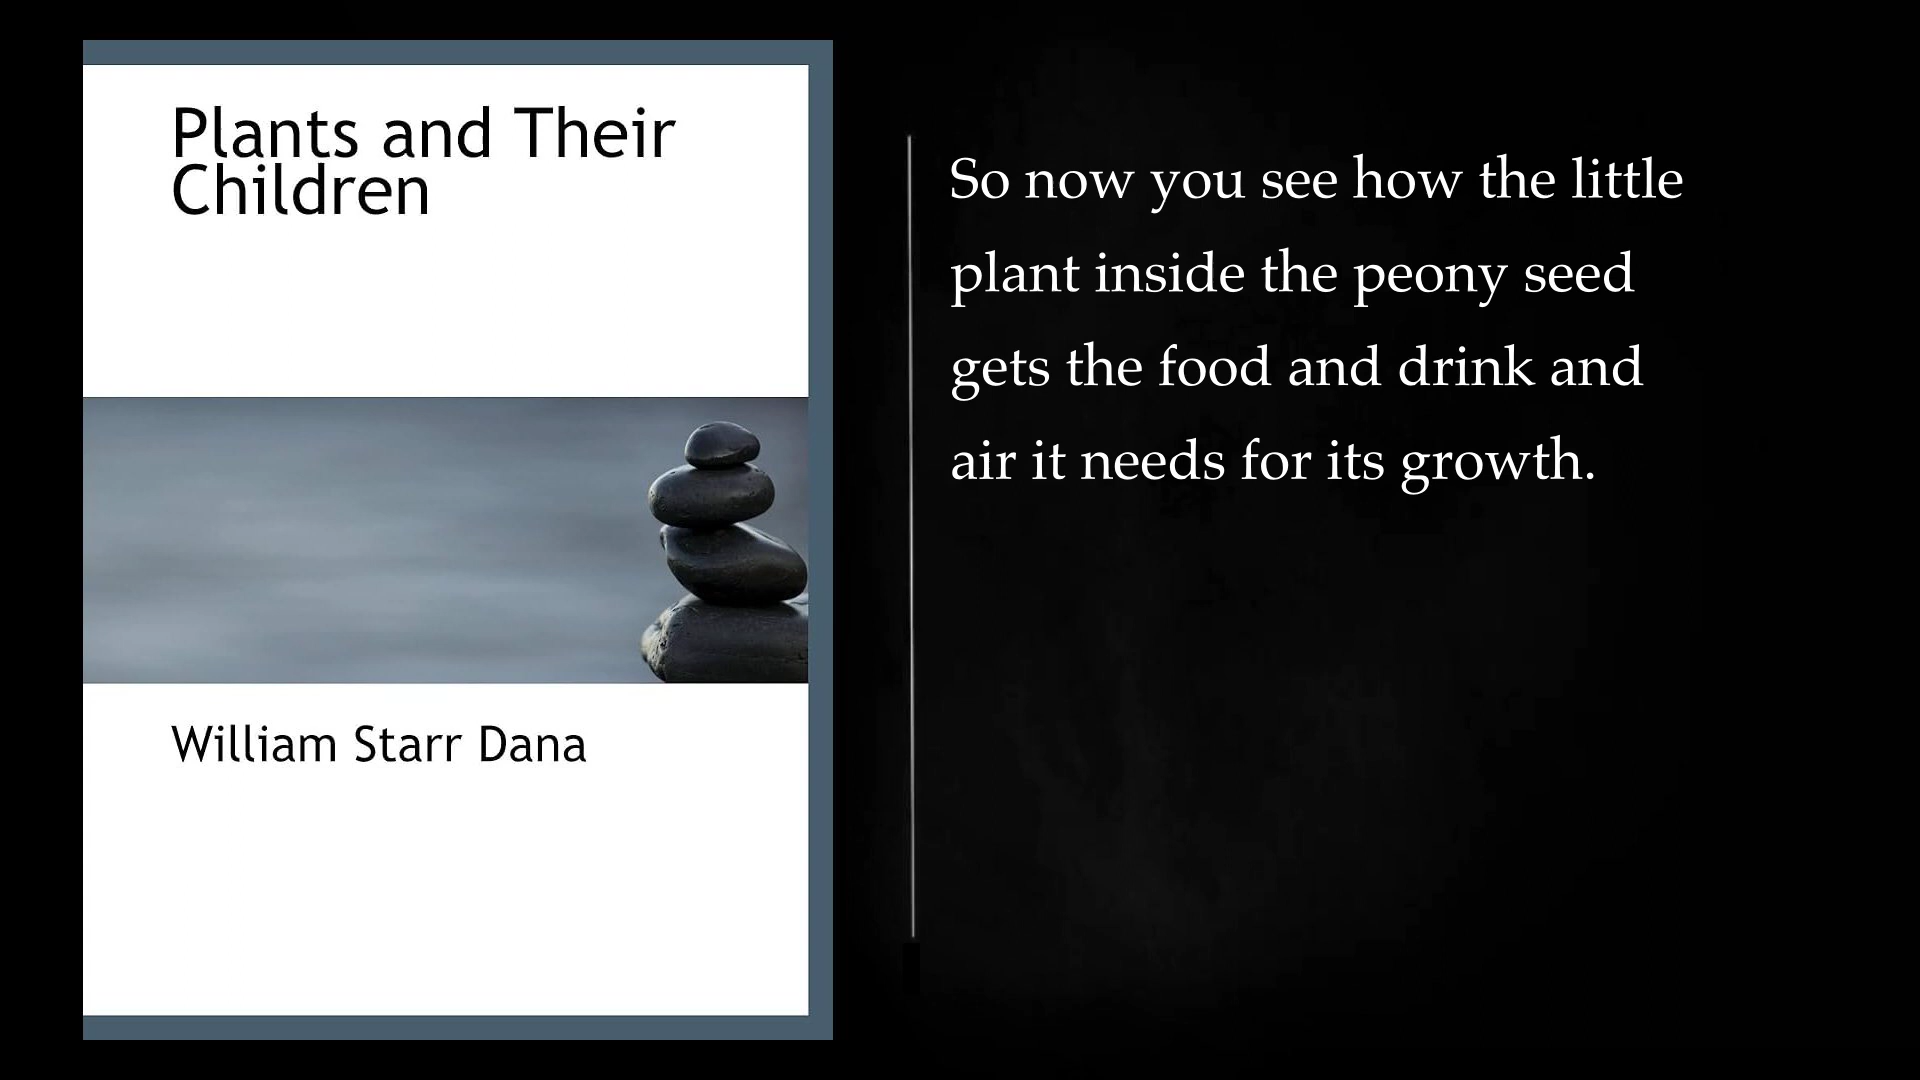 Plants and Their
Children
William Starr Dana
So now you see how the little
plant inside the peony seed
gets the food and drink and
air it needs for its growth.